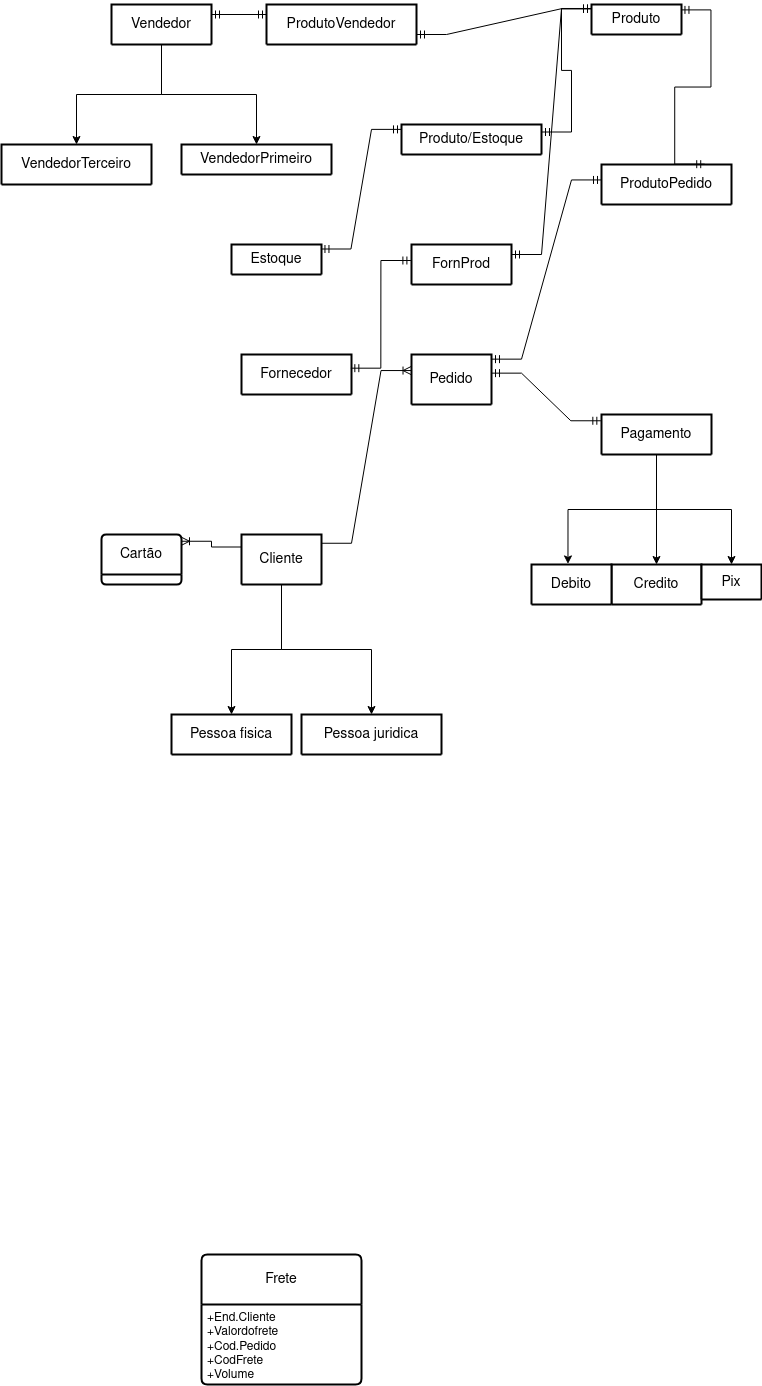 Vendedor
ProdutoVendedor
Produto
Produto/Estoque
VendedorTerceiro
VendedorPrimeiro
ProdutoPedido
Estoque
FornProd
Fornecedor
Pedido
Pagamento
Cartão
Cliente
Debito
Credito
Pix
Pessoa fisica
Pessoa juridica
Frete
+End.Cliente
+Valordofrete
+Cod.Pedido
+CodFrete
+Volume